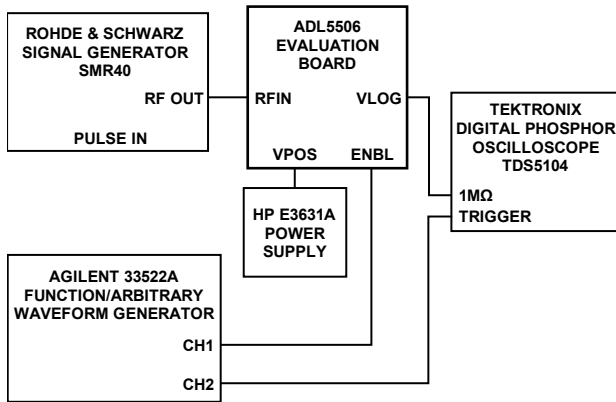 ROHDE & SCHWARZ
SIGNAL GENERATOR
SMR40
RF OUT
PULSE IN
ADL5506
EVALUATION
BOARD
RFIN
VLOG
VPOS
ENBL
TEKTRONIX
DIGITAL PHOSPHOR
OSCILLOSCOPE
TDS5104
1MΩ
TRIGGER
HP E3631A
POWER
SUPPLY
AGILENT 33522A
FUNCTION/ARBITRARY
WAVEFORM GENERATOR
CH1
CH2